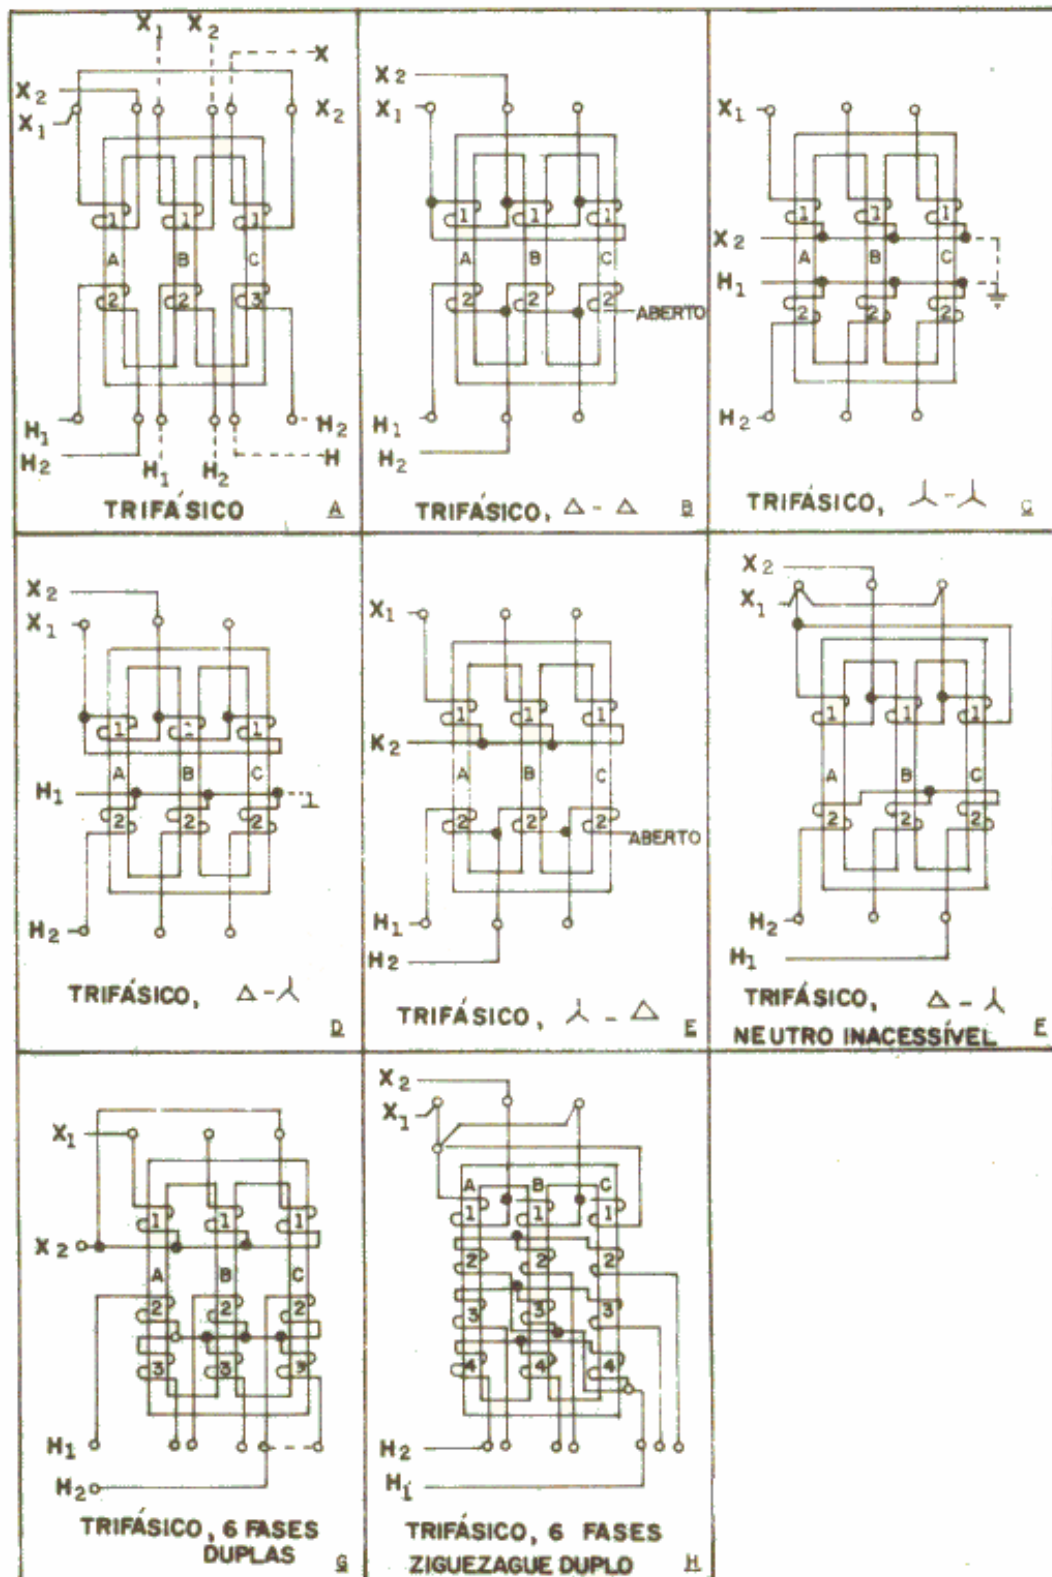 X1 X2
X
X2
X1
X2
1 1 1
A B C
2 2 3
H1
H2
H2
H1 H2
H
TRIFÁSICO A
X2
X1
1 1 1
A B C
2 2 2
ABERTO
H1
H2
TRIFÁSICO, Δ - Δ B
X1
1 1 1
X2
A B C
H1
2 2 2
H2
TRIFÁSICO, ⅄ - ⅄ C
X2
X1
1 1 1
A B C
H1
2 2 2
H2
TRIFÁSICO, Δ - ⅄ D
X1
1 1 1
K2
A B C
2 2 2
ABERTO
H1
H2
TRIFÁSICO, ⅄ - Δ E
X2
X1
1 1 1
A B C
2 2 2
H2
H1
TRIFÁSICO, Δ - ⅄
NEUTRO INACESSÍVEL F
X1
1 1 1
X2
A B C
2 2 2
3 3 3
H1
H2
TRIFÁSICO, 6 FASES
DUPLAS G
X2
X1
A B C
1 1 1
2 2 2
3 3 3
4 4 4
H2
H1
TRIFÁSICO, 6 FASES
ZIGUEZAGUE DUPLO H